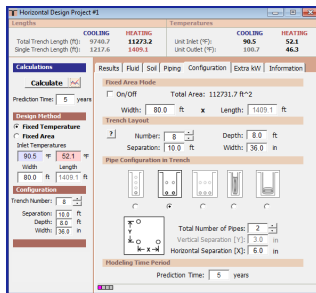 Horizontal Design Project #1
Lengths
COOLING HEATING
Total Trench Length (ft): 9740.7 11273.2
Single Trench Length (ft): 1217.6 1409.1
Temperatures
COOLING HEATING
Unit Inlet (°F): 90.5 52.1
Unit Outlet (°F): 100.7 46.3
Calculations
Calculate
Prediction Time: 5 years
Design Method
Fixed Temperature
Fixed Area
Inlet Temperatures
90.5 °F 52.1 °F
Width Length
80.0 ft 1409.1 ft
Configuration
Trench Number: 8
Separation: 10.0 ft
Depth: 8.0 ft
Width: 36.0 in
Results Fluid Soil Piping Configuration Extra kW Information
Fixed Area Mode
On/Off Total Area: 112731.7 ft^2
Width: 80.0 ft x Length: 1409.1 ft
Trench Layout
? Number: 8 Depth: 8.0 ft
Separation: 10.0 ft Width: 36.0 in
Pipe Configuration in Trench
Y
X
Total Number of Pipes: 2
Vertical Separation [Y]: 3.0 in
Horizontal Separation [X]: 6.0 in
Modeling Time Period
Prediction Time: 5 years